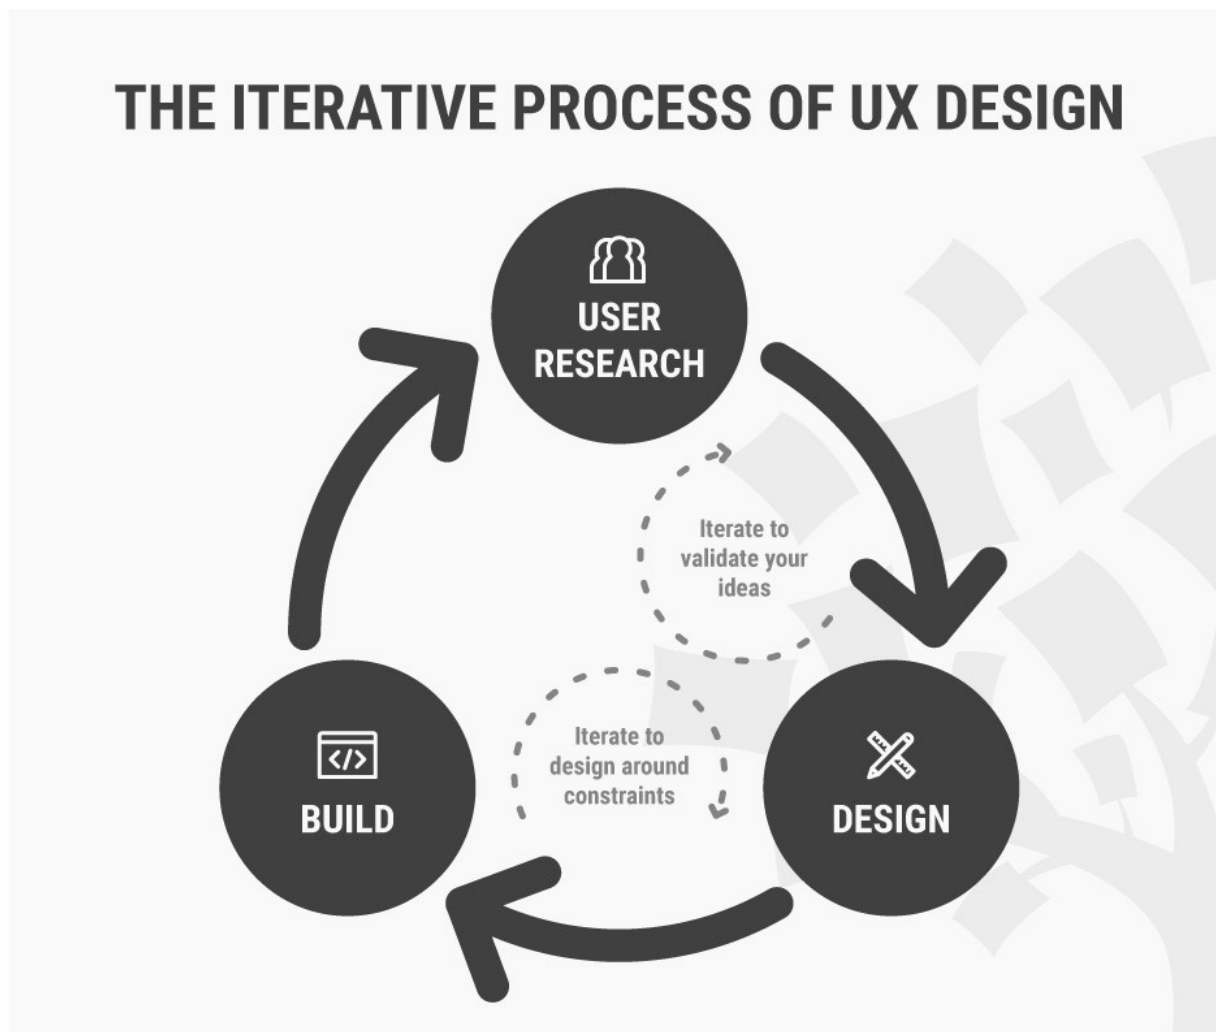 THE ITERATIVE PROCESS OF UX DESIGN
USER
RESEARCH
Iterate to
validate your
ideas
Iterate to
design around
constraints
</>
BUILD
DESIGN